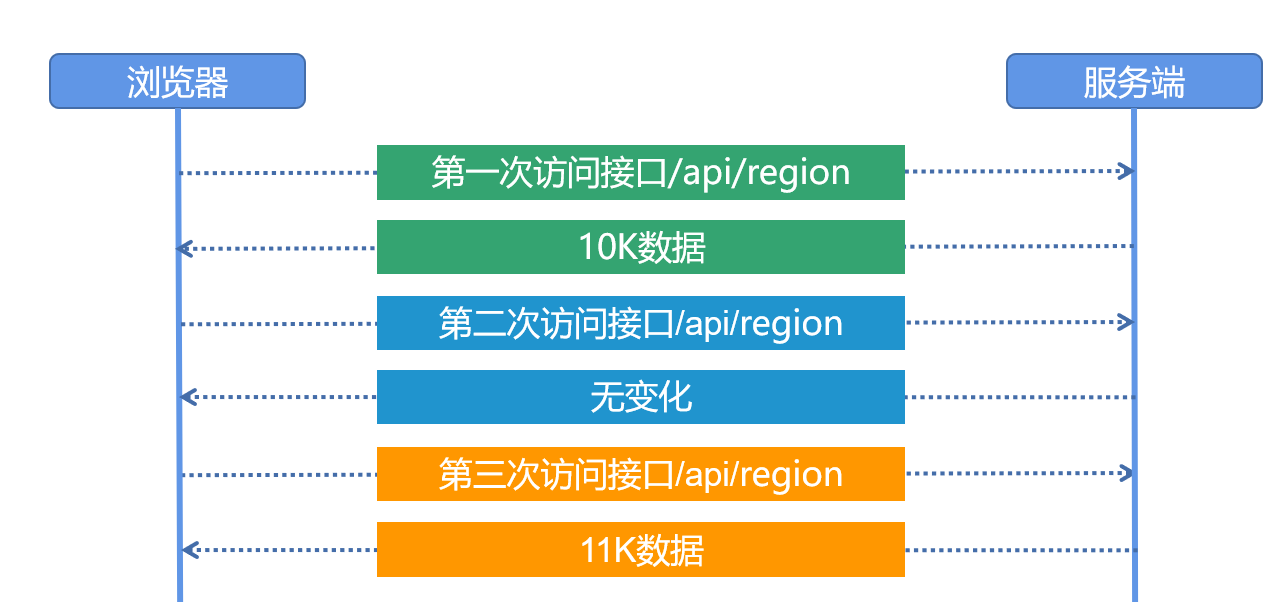 浏览器
服务端
第一次访问接口/api/region
10K数据
第二次访问接口/api/region
无变化
第三次访问接口/api/region
11K数据